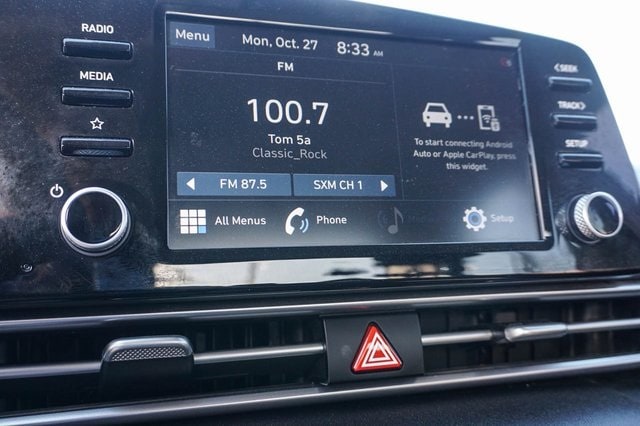 RADIO
MEDIA
Menu
Mon, Oct. 27 8:33 AM
FM
100.7
Tom 5a
Classic_Rock
FM 87.5
SXM CH 1
To start connecting Android
Auto or Apple CarPlay, press
this widget.
All Menus
Phone
Setup
<SEEK
TRACK>
SETUP